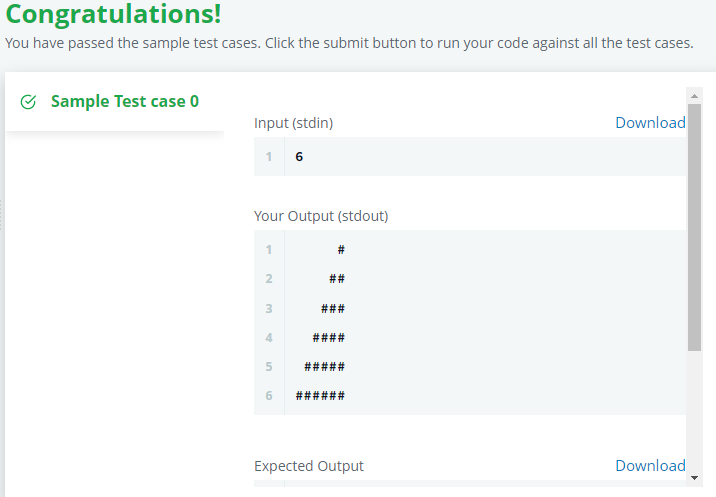 Congratulations!
You have passed the sample test cases. Click the submit button to run your code against all the test cases.
Sample Test case 0
Input (stdin) Download
1 6
Your Output (stdout)
1      #
2     ##
3    ###
4   ####
5  #####
6 ######
Expected Output Download